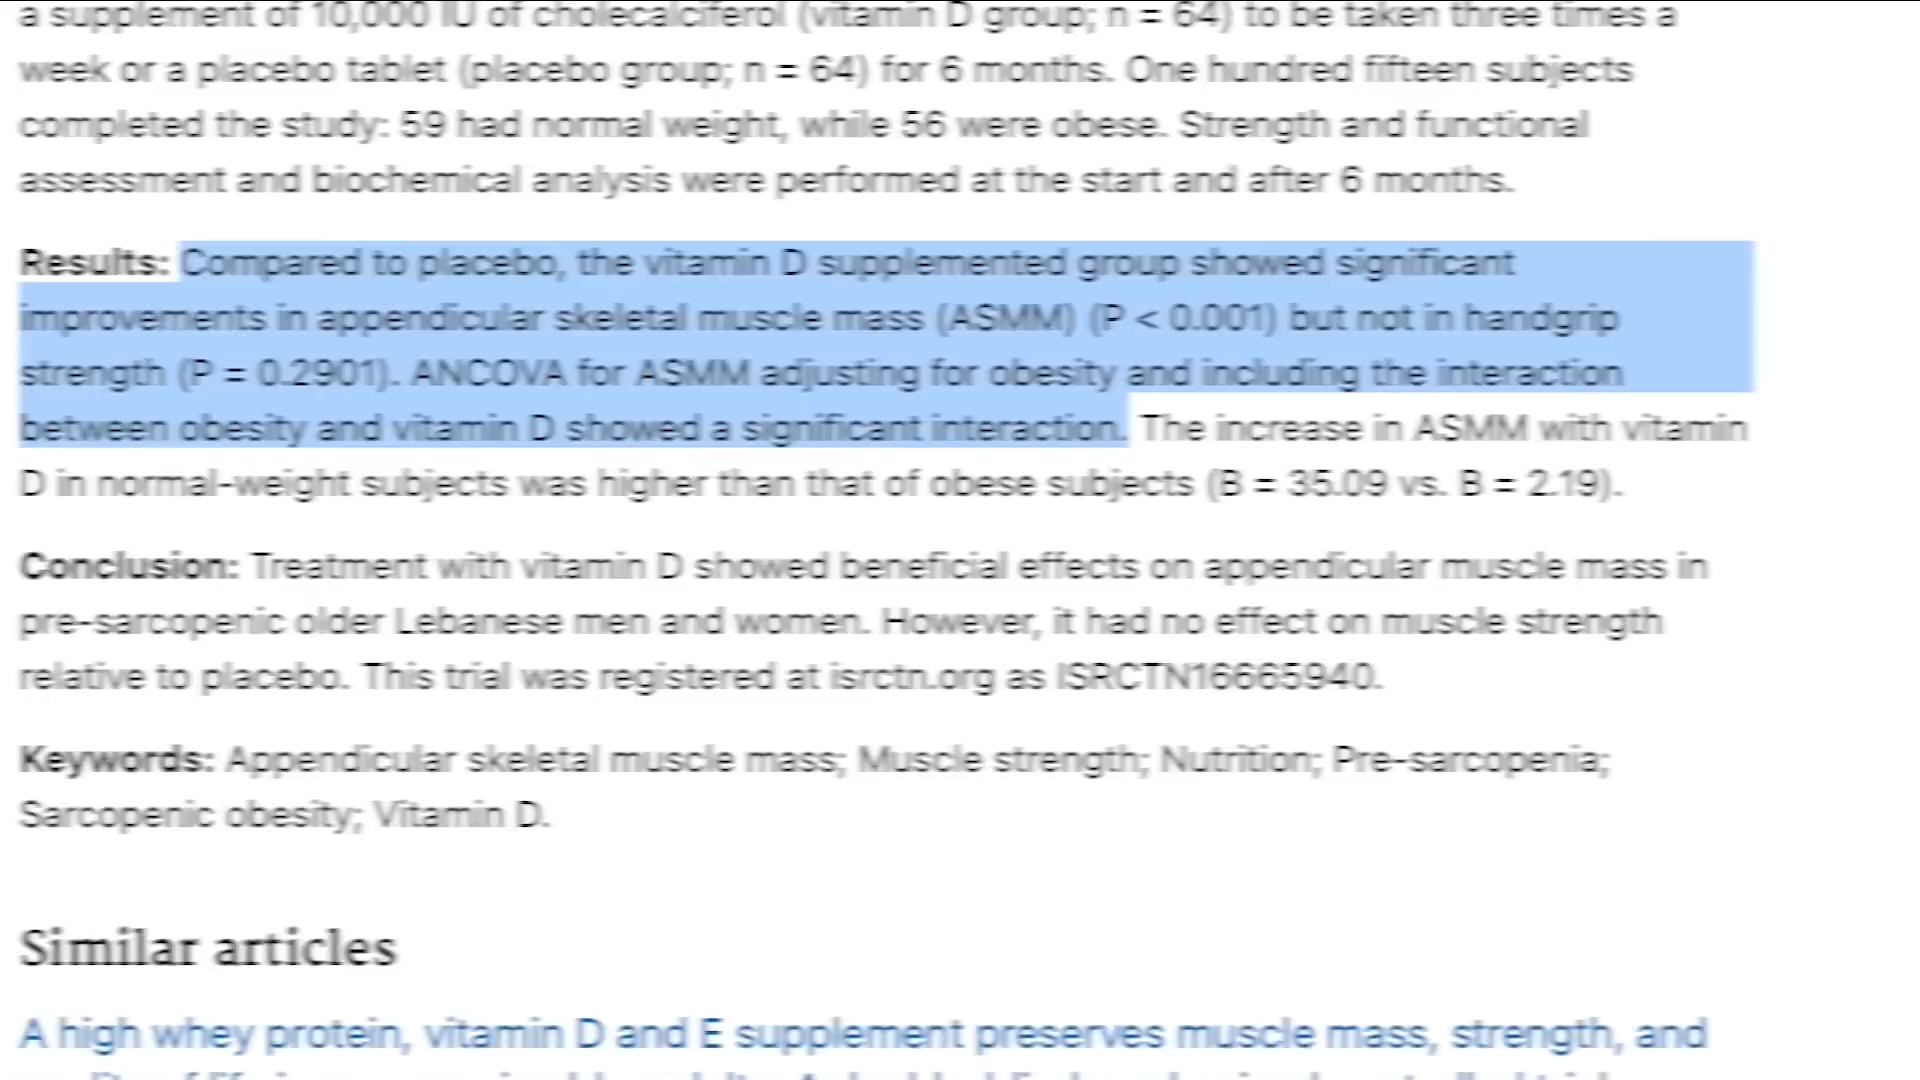 a supplement of 10,000 IU of cholecalciferol (vitamin D group; n = 64) to be taken three times a
week or a placebo tablet (placebo group; n = 64) for 6 months. One hundred fifteen subjects
completed the study: 59 had normal weight, while 56 were obese. Strength and functional
assessment and biochemical analysis were performed at the start and after 6 months.
Results: Compared to placebo, the vitamin D supplemented group showed significant
improvements in appendicular skeletal muscle mass (ASMM) (P < 0.001) but not in handgrip
strength (P = 0.2901). ANCOVA for ASMM adjusting for obesity and including the interaction
between obesity and vitamin D showed a significant interaction. The increase in ASMM with vitamin
D in normal-weight subjects was higher than that of obese subjects (B = 35.09 vs. B = 2.19).
Conclusion: Treatment with vitamin D showed beneficial effects on appendicular muscle mass in
pre-sarcopenic older Lebanese men and women. However, it had no effect on muscle strength
relative to placebo. This trial was registered at isrctn.org as ISRCTN16665940.
Keywords: Appendicular skeletal muscle mass; Muscle strength; Nutrition; Pre-sarcopenia;
Sarcopenic obesity; Vitamin D.
Similar articles
A high whey protein, vitamin D and E supplement preserves muscle mass, strength, and